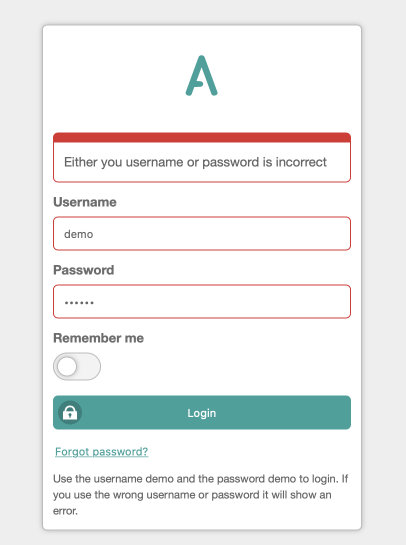 Either you username or password is incorrect
Username
demo
Password
••••••
Remember me
Login
Forgot password?
Use the username demo and the password demo to login. If
you use the wrong username or password it will show an
error.